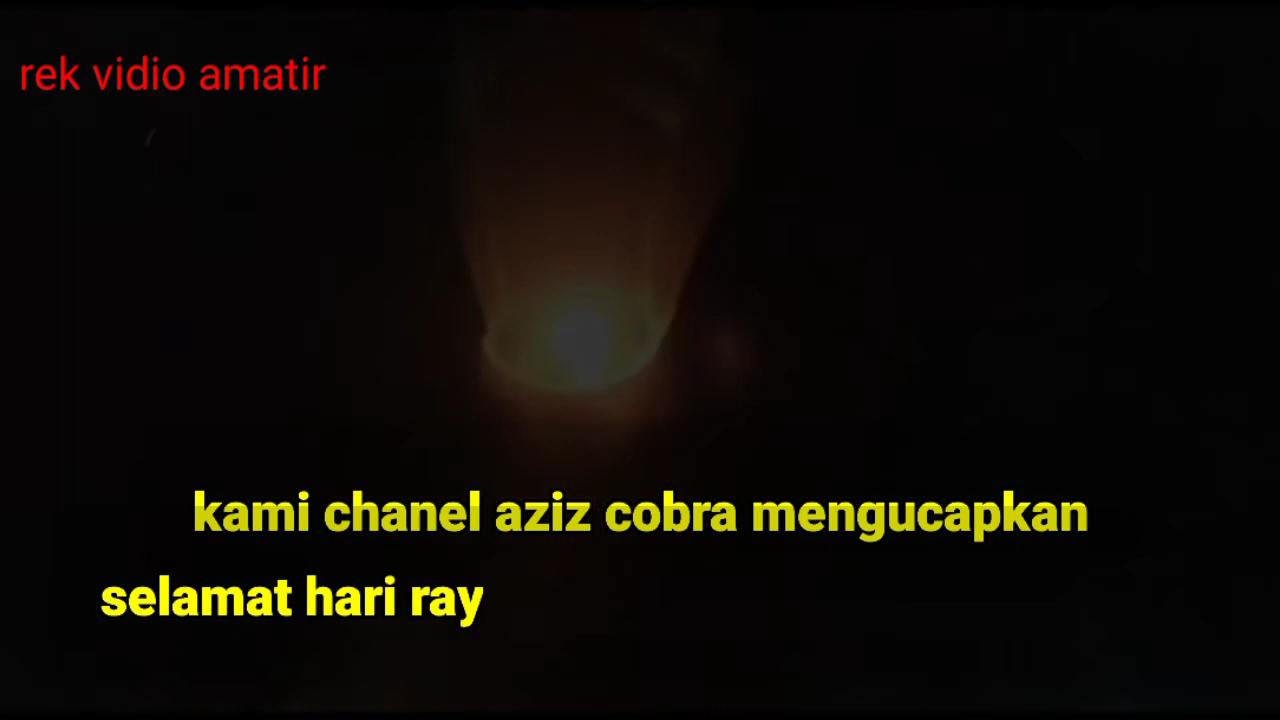 rek vidio amatir
kami chanel aziz cobra mengucapkan
selamat hari ray